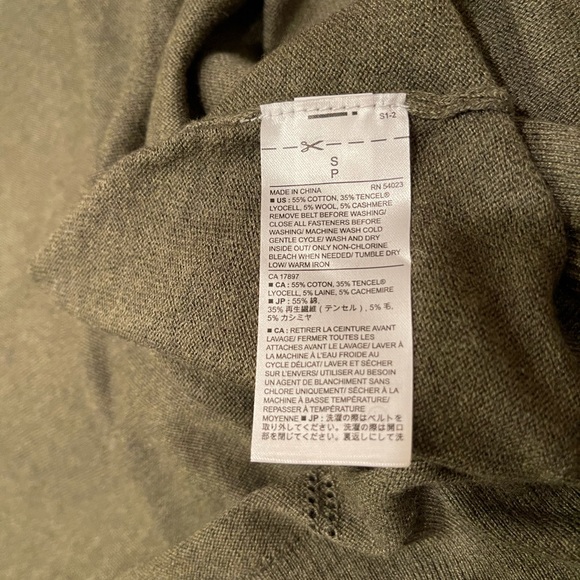 S1-2
S
P
MADE IN CHINA RN 54023
■ US : 55% COTTON, 35% TENCEL®
LYOCELL, 5% WOOL, 5% CASHMERE
REMOVE BELT BEFORE WASHING/
CLOSE ALL FASTENERS BEFORE
WASHING/ MACHINE WASH COLD
GENTLE CYCLE/ WASH AND DRY
INSIDE OUT/ ONLY NON-CHLORINE
BLEACH WHEN NEEDED/ TUMBLE DRY
LOW/ WARM IRON
CA 17897
■ CA : 55% COTON, 35% TENCEL®
LYOCELL, 5% LAINE, 5% CACHEMIRE
■ JP : 55% 綿,
35% 再生繊維 (テンセル) , 5% 毛,
5% カシミヤ
■ CA : RETIRER LA CEINTURE AVANT
LAVAGE/ FERMER TOUTES LES
ATTACHES AVANT LE LAVAGE/ LAVER À
LA MACHINE À L'EAU FROIDE AU
CYCLE DÉLICAT/ LAVER ET SÉCHER
SUR L'ENVERS/ UTILISER AU BESOIN
UN AGENT DE BLANCHIMENT SANS
CHLORE UNIQUEMENT/ SÉCHER À LA
MACHINE À BASSE TEMPÉRATURE/
REPASSER À TEMPÉRATURE
MOYENNE ■ JP : 洗濯の際はベルトを
取り外してください。洗濯の際は開口
部を閉じてください。裏返しにして洗